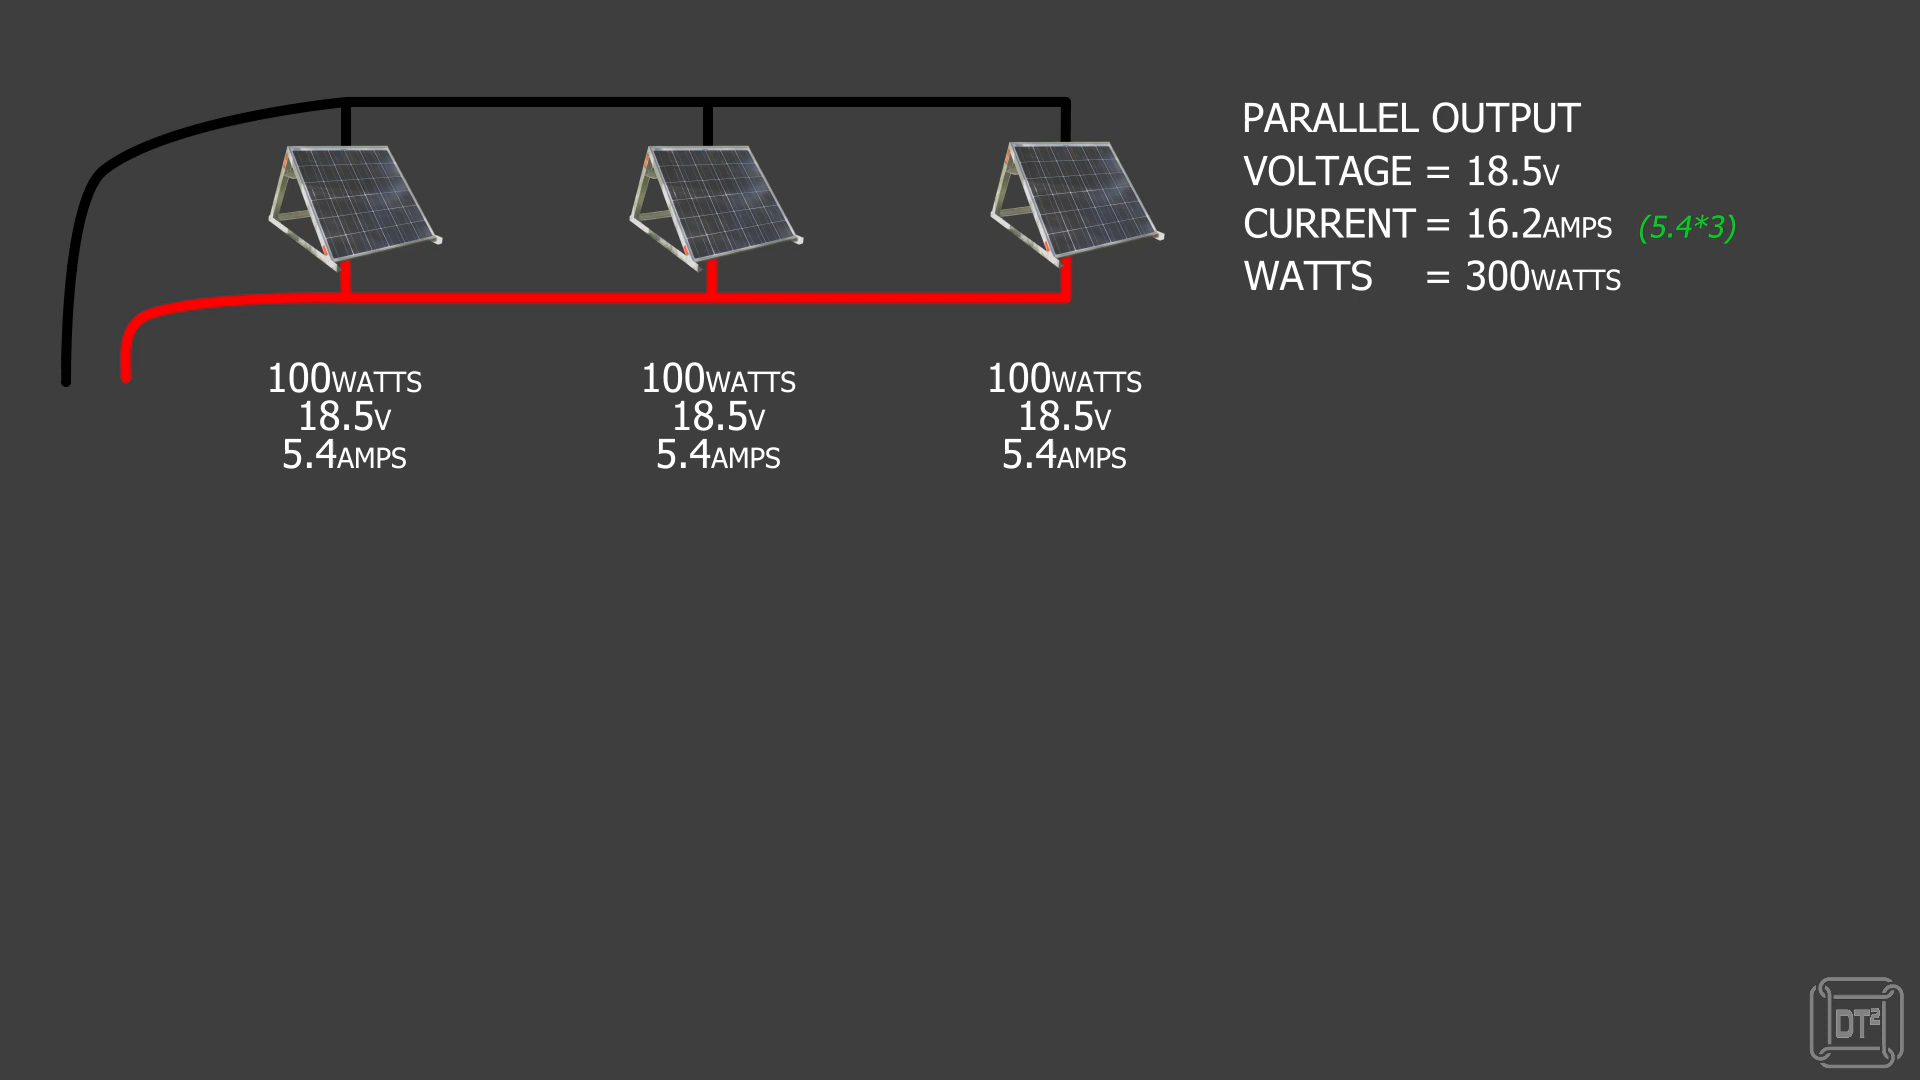 PARALLEL OUTPUT
VOLTAGE = 18.5V
CURRENT = 16.2AMPS (5.4*3)
WATTS = 300WATTS
100WATTS 100WATTS 100WATTS
18.5V 18.5V 18.5V
5.4AMPS 5.4AMPS 5.4AMPS
DT2